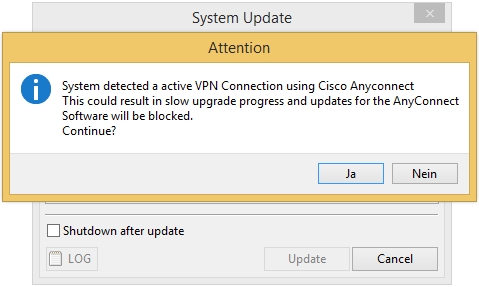 System Update
Attention
System detected a active VPN Connection using Cisco Anyconnect
This could result in slow upgrade progress and updates for the AnyConnect
Software will be blocked.
Continue?
Ja
Nein
Shutdown after update
LOG
Update
Cancel